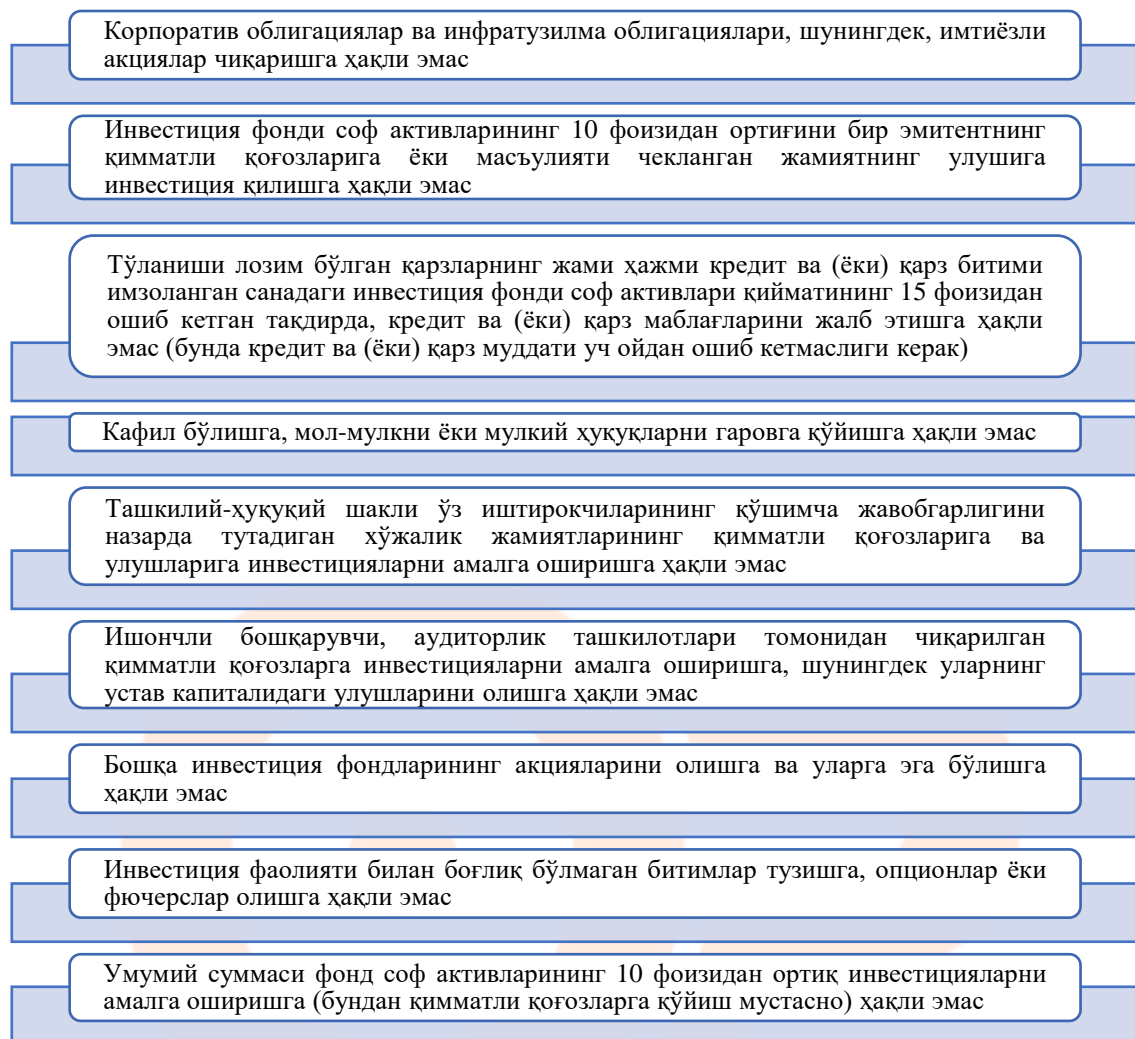 Корпоратив облигациялар ва инфратузилма облигациялари, шунингдек, имтиёзли
акциялар чиқаришга ҳақли эмас
Инвестиция фонди соф активларининг 10 фоизидан ортиғини бир эмитентнинг
қимматли қоғозларига ёки масъулияти чекланган жамиятнинг улушига
инвестиция қилишга ҳақли эмас
Тўланиши лозим бўлган қарзларнинг жами ҳажми кредит ва (ёки) қарз битими
имзоланган санадаги инвестиция фонди соф активлари қийматининг 15 фоизидан
ошиб кетган тақдирда, кредит ва (ёки) қарз маблағларини жалб этишга ҳақли
эмас (бунда кредит ва (ёки) қарз муддати уч ойдан ошиб кетмаслиги керак)
Кафил бўлишга, мол-мулкни ёки мулкий ҳуқуқларни гаровга қўйишга ҳақли эмас
Ташкилий-ҳуқуқий шакли ўз иштирокчиларининг қўшимча жавобгарлигини
назарда тутадиган хўжалик жамиятларининг қимматли қоғозларига ва
улушларига инвестицияларни амалга оширишга ҳақли эмас
Ишончли бошқарувчи, аудиторлик ташкилотлари томонидан чиқарилган
қимматли қоғозларга инвестицияларни амалга оширишга, шунингдек уларнинг
устав капиталидаги улушларини олишга ҳақли эмас
Бошқа инвестиция фондларининг акцияларини олишга ва уларга эга бўлишга
ҳақли эмас
Инвестиция фаолияти билан боғлиқ бўлмаган битимлар тузишга, опционлар ёки
фючерслар олишга ҳақли эмас
Умумий суммаси фонд соф активларининг 10 фоизидан ортиқ инвестицияларни
амалга оширишга (бундан қимматли қоғозларга қўйиш мустасно) ҳақли эмас